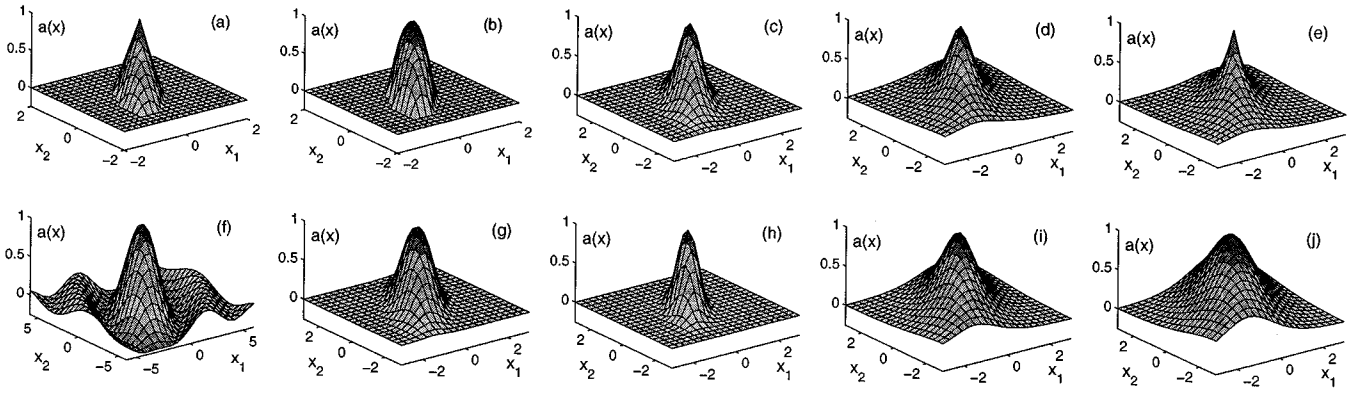 1 a(x) (a)
0.5
0
2
0
x2 -2 -2 0 x1 2
1 a(x) (b)
0.5
0
2
0
x2 -2 -2 0 x1 2
1 a(x) (c)
0.5
0
2
0
x2 -2 -2 0 2 x1
1 a(x) (d)
0.5
0
2
0
x2 -2 -2 0 2 x1
1 a(x) (e)
0.5
0
2
0
x2 -2 -2 0 2 x1
1 a(x) (f)
0.5
0
5
0
x2 -5 -5 0 5 x1
1 a(x) (g)
0.5
0
2
0
x2 -2 -2 0 2 x1
1 a(x) (h)
0.5
0
2
0
x2 -2 -2 0 2 x1
1 a(x) (i)
0.5
0
2
0
x2 -2 -2 0 2 x1
1 a(x) (j)
0.5
0
2
0
x2 -2 -2 0 2 x1